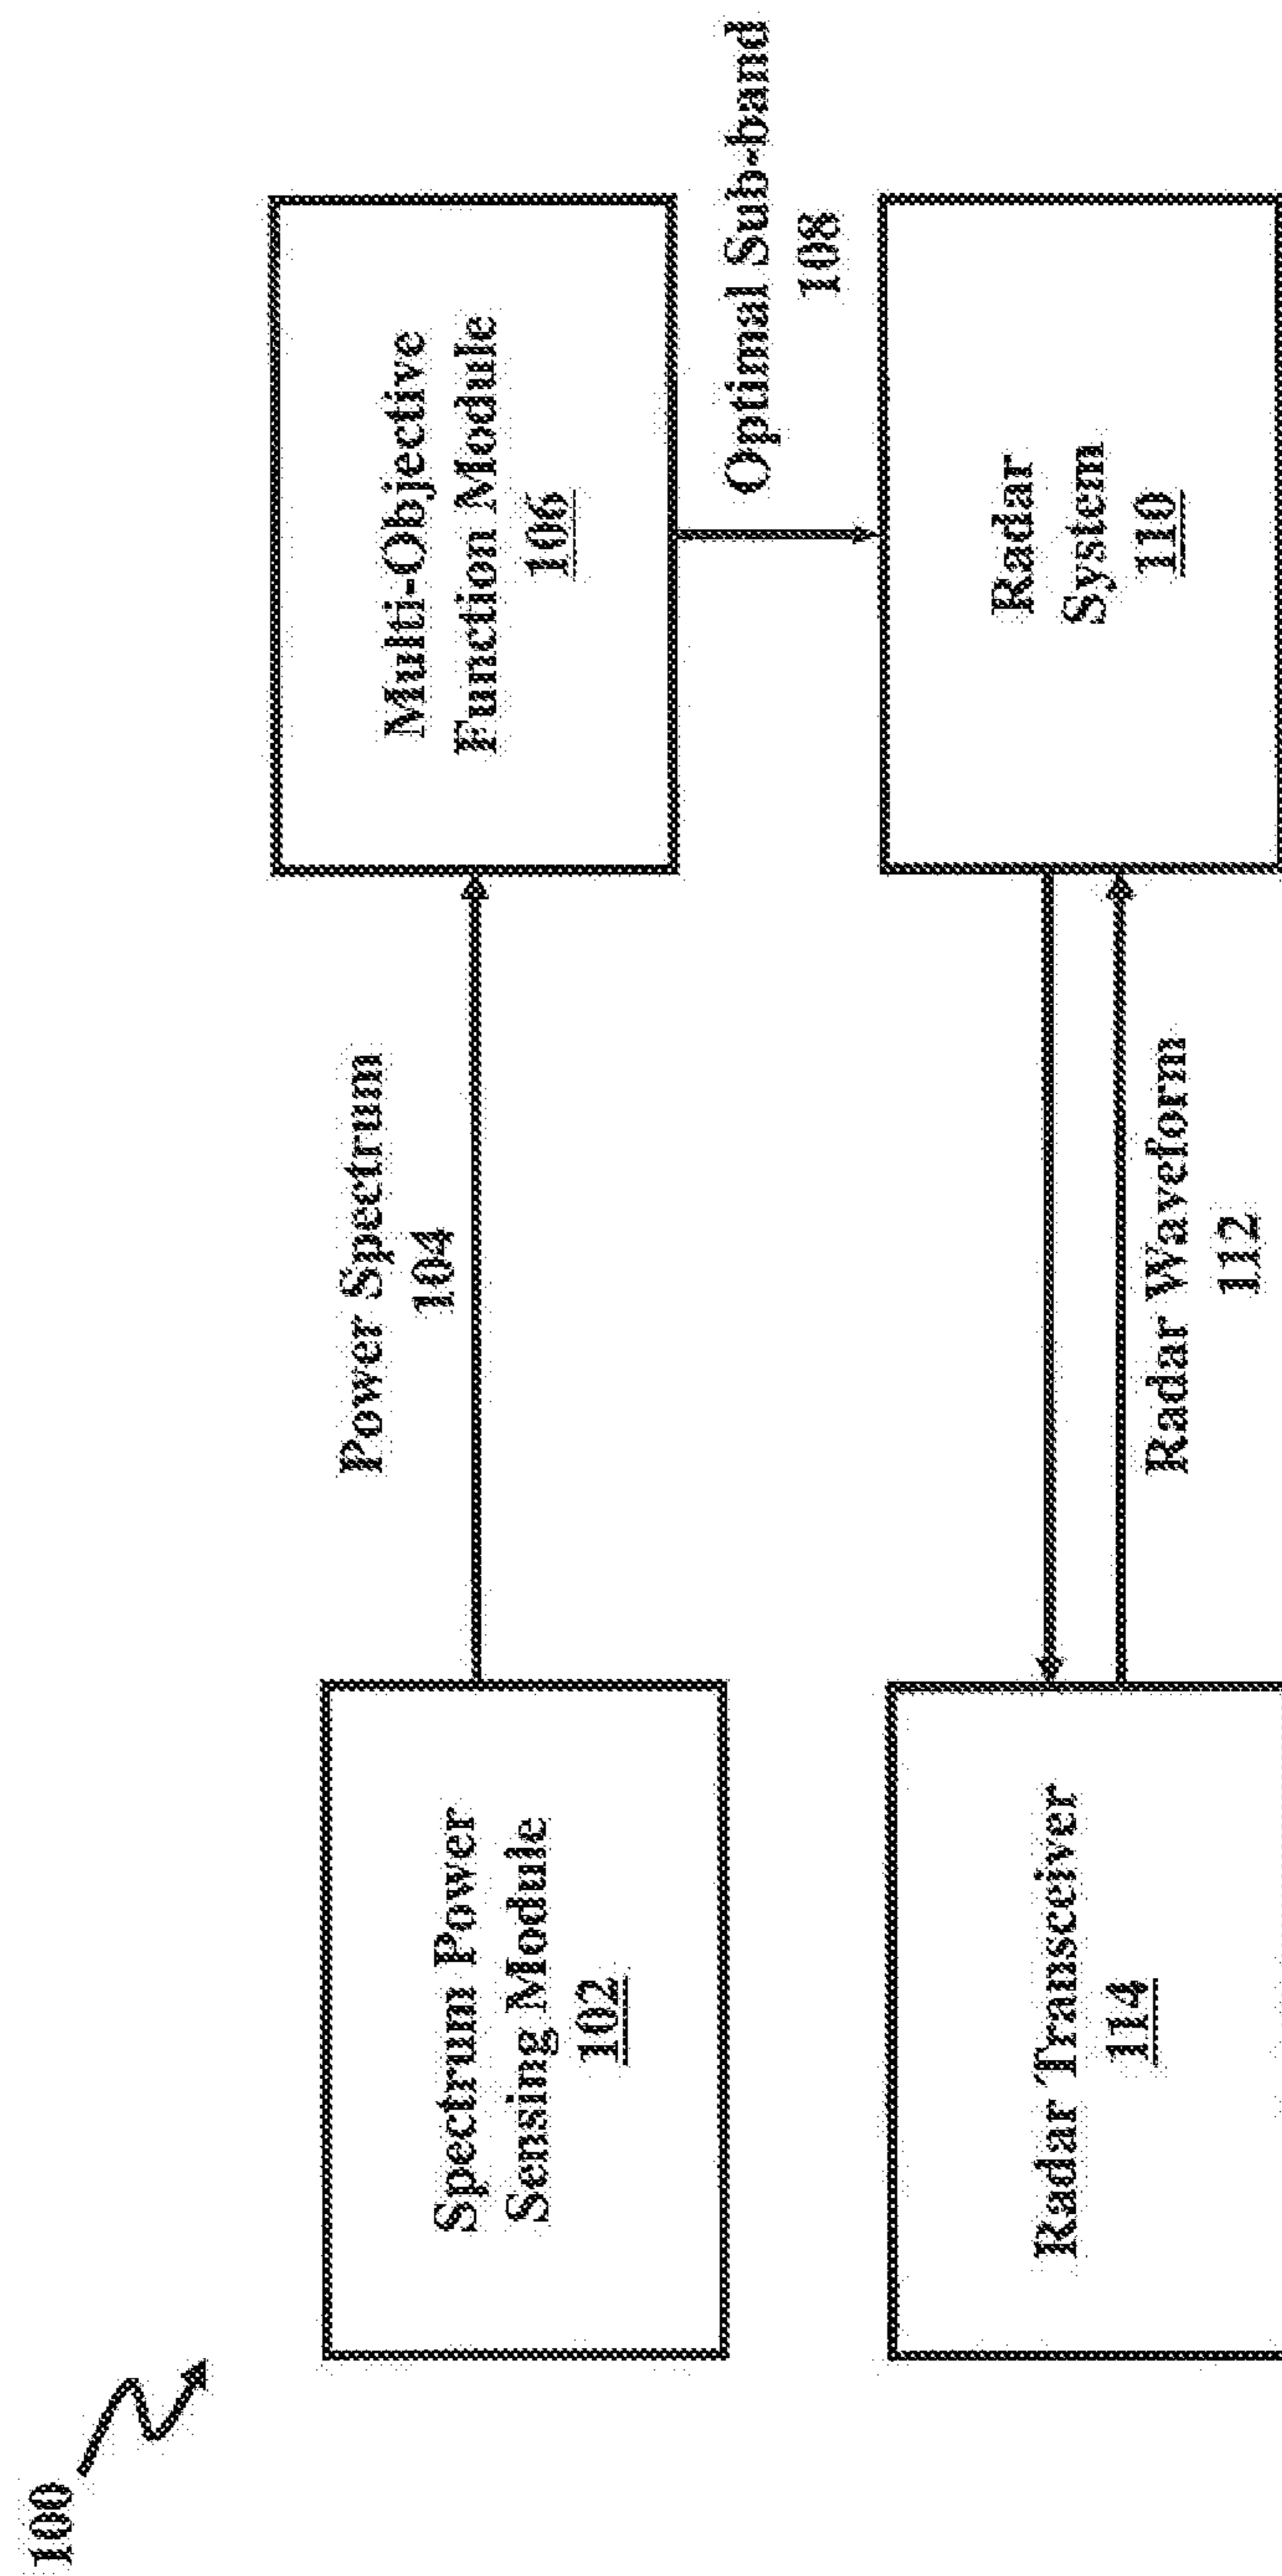 100
Spectrum Power
Sensing Module
102
Power Spectrum
104
Multi-Objective
Function Module
106
Optimal Sub-band
108
Radar Transceiver
114
Radar Waveform
112
Radar
System
110